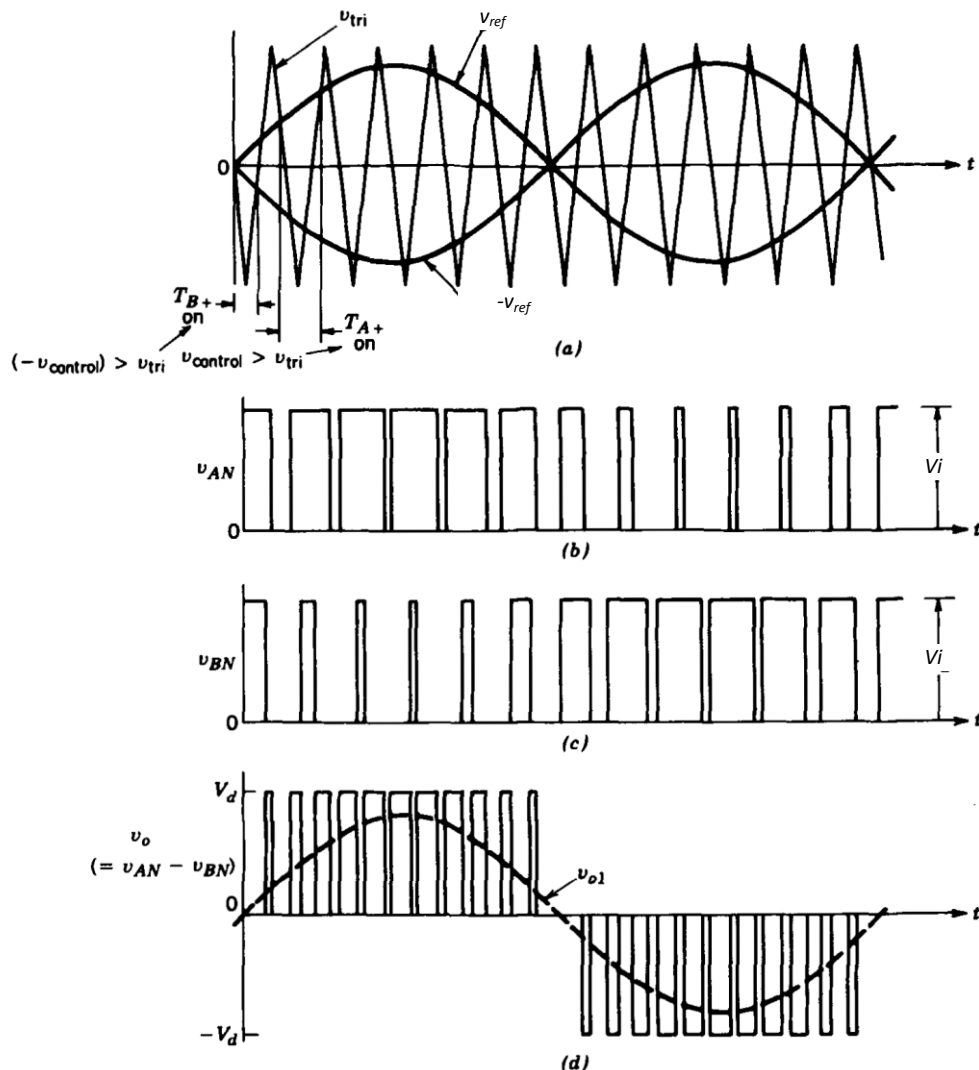 υtri
vref
0
t
-vref
TB+
on
TA+
on
(a)
(−υcontrol) > υtri
υcontrol > υtri
υAN
Vi
0
t
(b)
υBN
Vi
0
t
(c)
Vd
υo
(= υAN − υBN)
υo1
0
t
−Vd
(d)